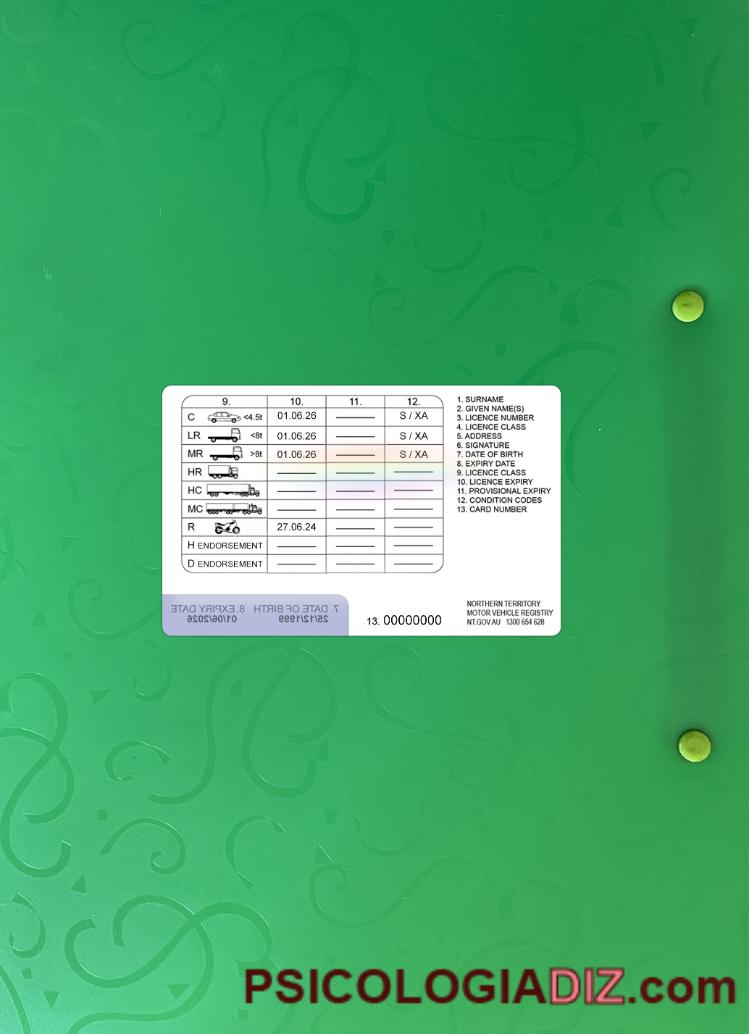 9. 10. 11. 12.
C <4.5t 01.06.26 S / XA
LR <8t 01.06.26 S / XA
MR >8t 01.06.26 S / XA
HR
HC
MC
R 27.06.24
H ENDORSEMENT
D ENDORSEMENT
1. SURNAME
2. GIVEN NAME(S)
3. LICENCE NUMBER
4. LICENCE CLASS
5. ADDRESS
6. SIGNATURE
7. DATE OF BIRTH
8. EXPIRY DATE
9. LICENCE CLASS
10. LICENCE EXPIRY
11. PROVISIONAL EXPIRY
12. CONDITION CODES
13. CARD NUMBER
7. DATE OF BIRTH 8. EXPIRY DATE
25/12/1999 01/06/2026
13. 00000000
NORTHERN TERRITORY
MOTOR VEHICLE REGISTRY
NT.GOV.AU 1300 654 628
PSICOLOGIADIZ.com